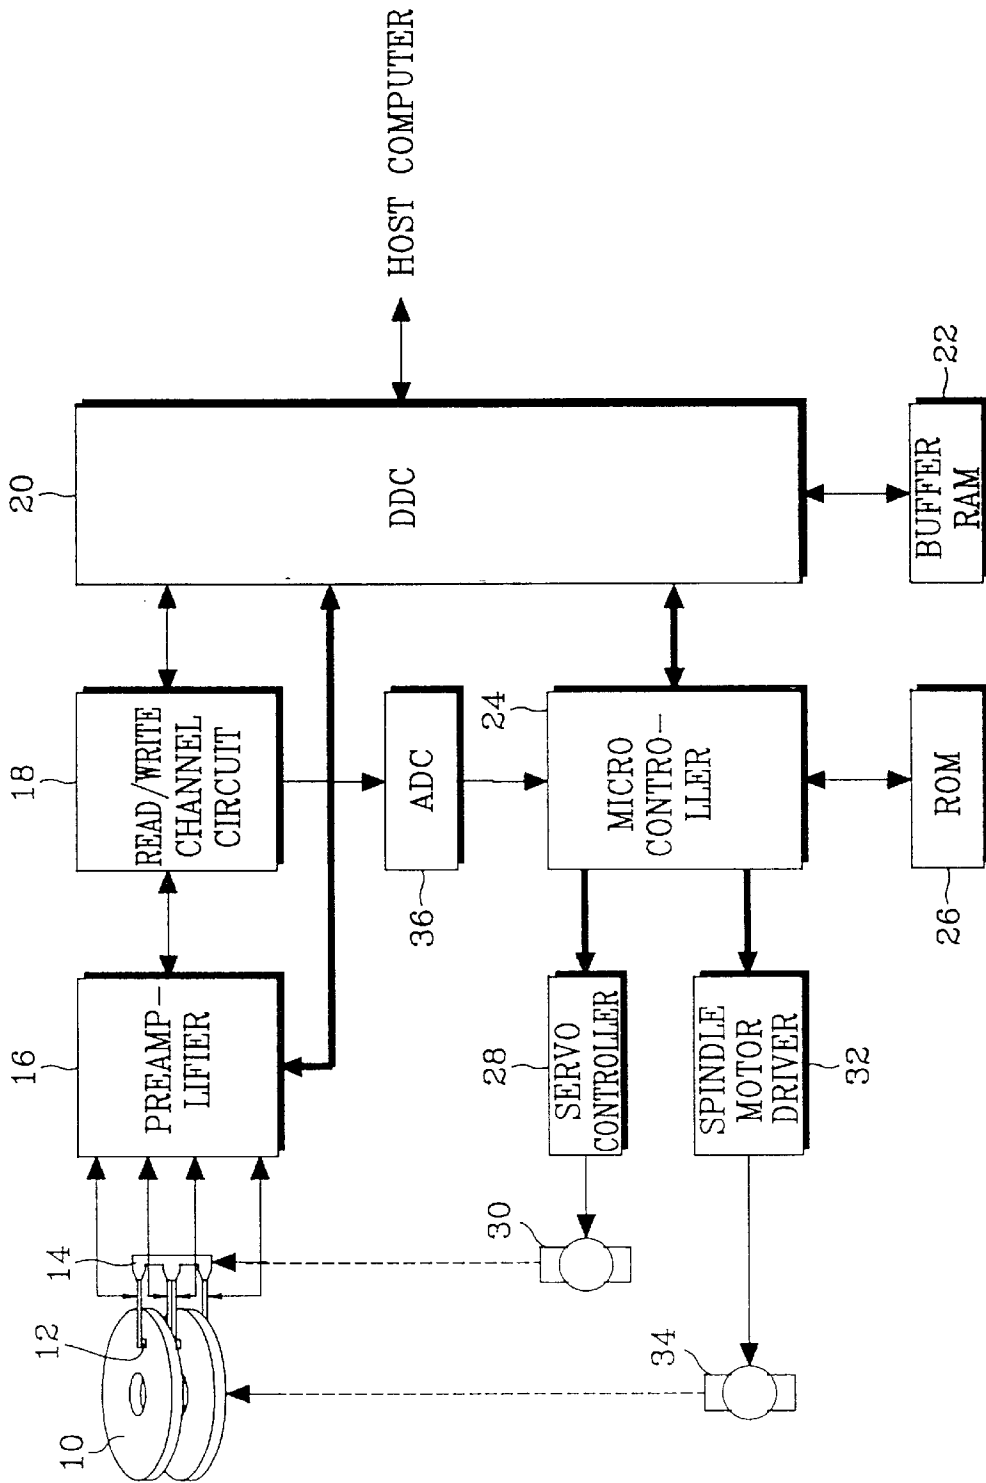 10
12
14
16
PREAMP-
LIFIER
18
READ/WRITE
CHANNEL
CIRCUIT
20
DDC
HOST COMPUTER
36
ADC
30
28
SERVO
CONTROLLER
24
MICRO
CONTRO-
LLER
34
SPINDLE
MOTOR
DRIVER
32
26
ROM
22
BUFFER
RAM